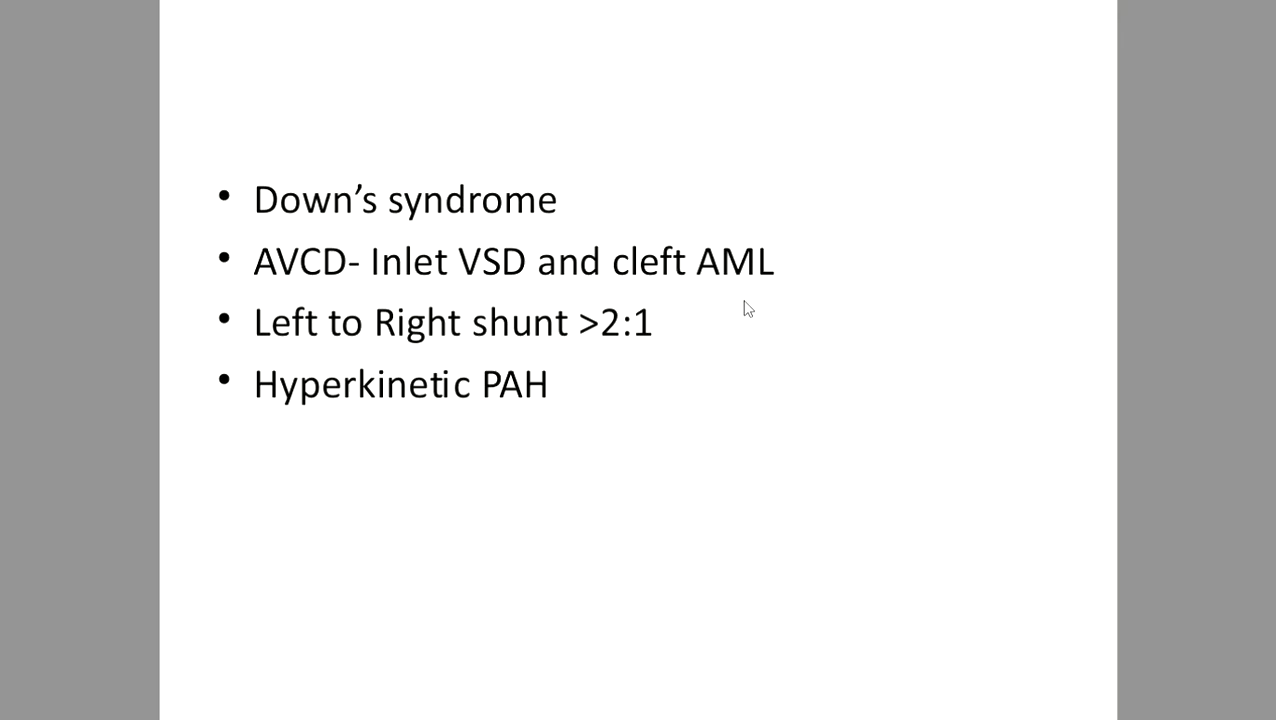 • Down’s syndrome
• AVCD- Inlet VSD and cleft AML
• Left to Right shunt >2:1
• Hyperkinetic PAH